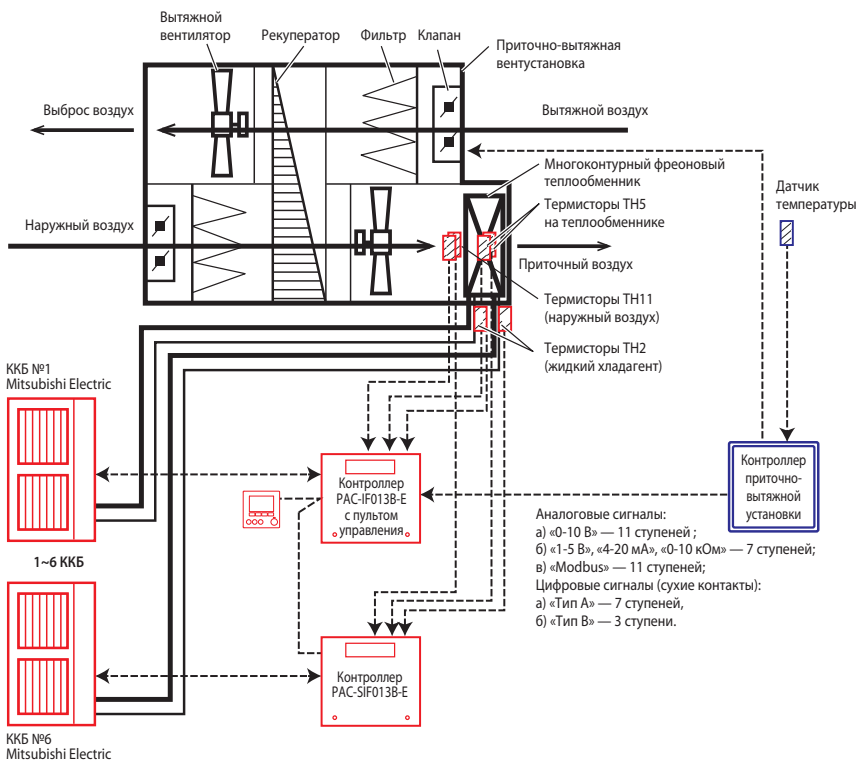 Вытяжной
вентилятор
Рекуператор
Фильтр
Клапан
Приточно-вытяжная
вентустановка
Выброс воздух
Вытяжной воздух
Многоконтурный фреоновый
теплообменник
Термисторы TH5
на теплообменнике
Датчик
температуры
Наружный воздух
Приточный воздух
Термисторы TH11
(наружный воздух)
Термисторы TH2
(жидкий хладагент)
ККБ №1
Mitsubishi Electric
Контроллер
PAC-IF013B-E
с пультом
управления
Контроллер
приточно-
вытяжной
установки
Аналоговые сигналы:
а) «0-10 В» — 11 ступеней ;
б) «1-5 В», «4-20 мА», «0-10 кОм» — 7 ступеней;
в) «Modbus» — 11 ступеней;
Цифровые сигналы (сухие контакты):
а) «Тип А» — 7 ступеней,
б) «Тип В» — 3 ступени.
1~6 ККБ
Контроллер
PAC-SIF013B-E
ККБ №6
Mitsubishi Electric